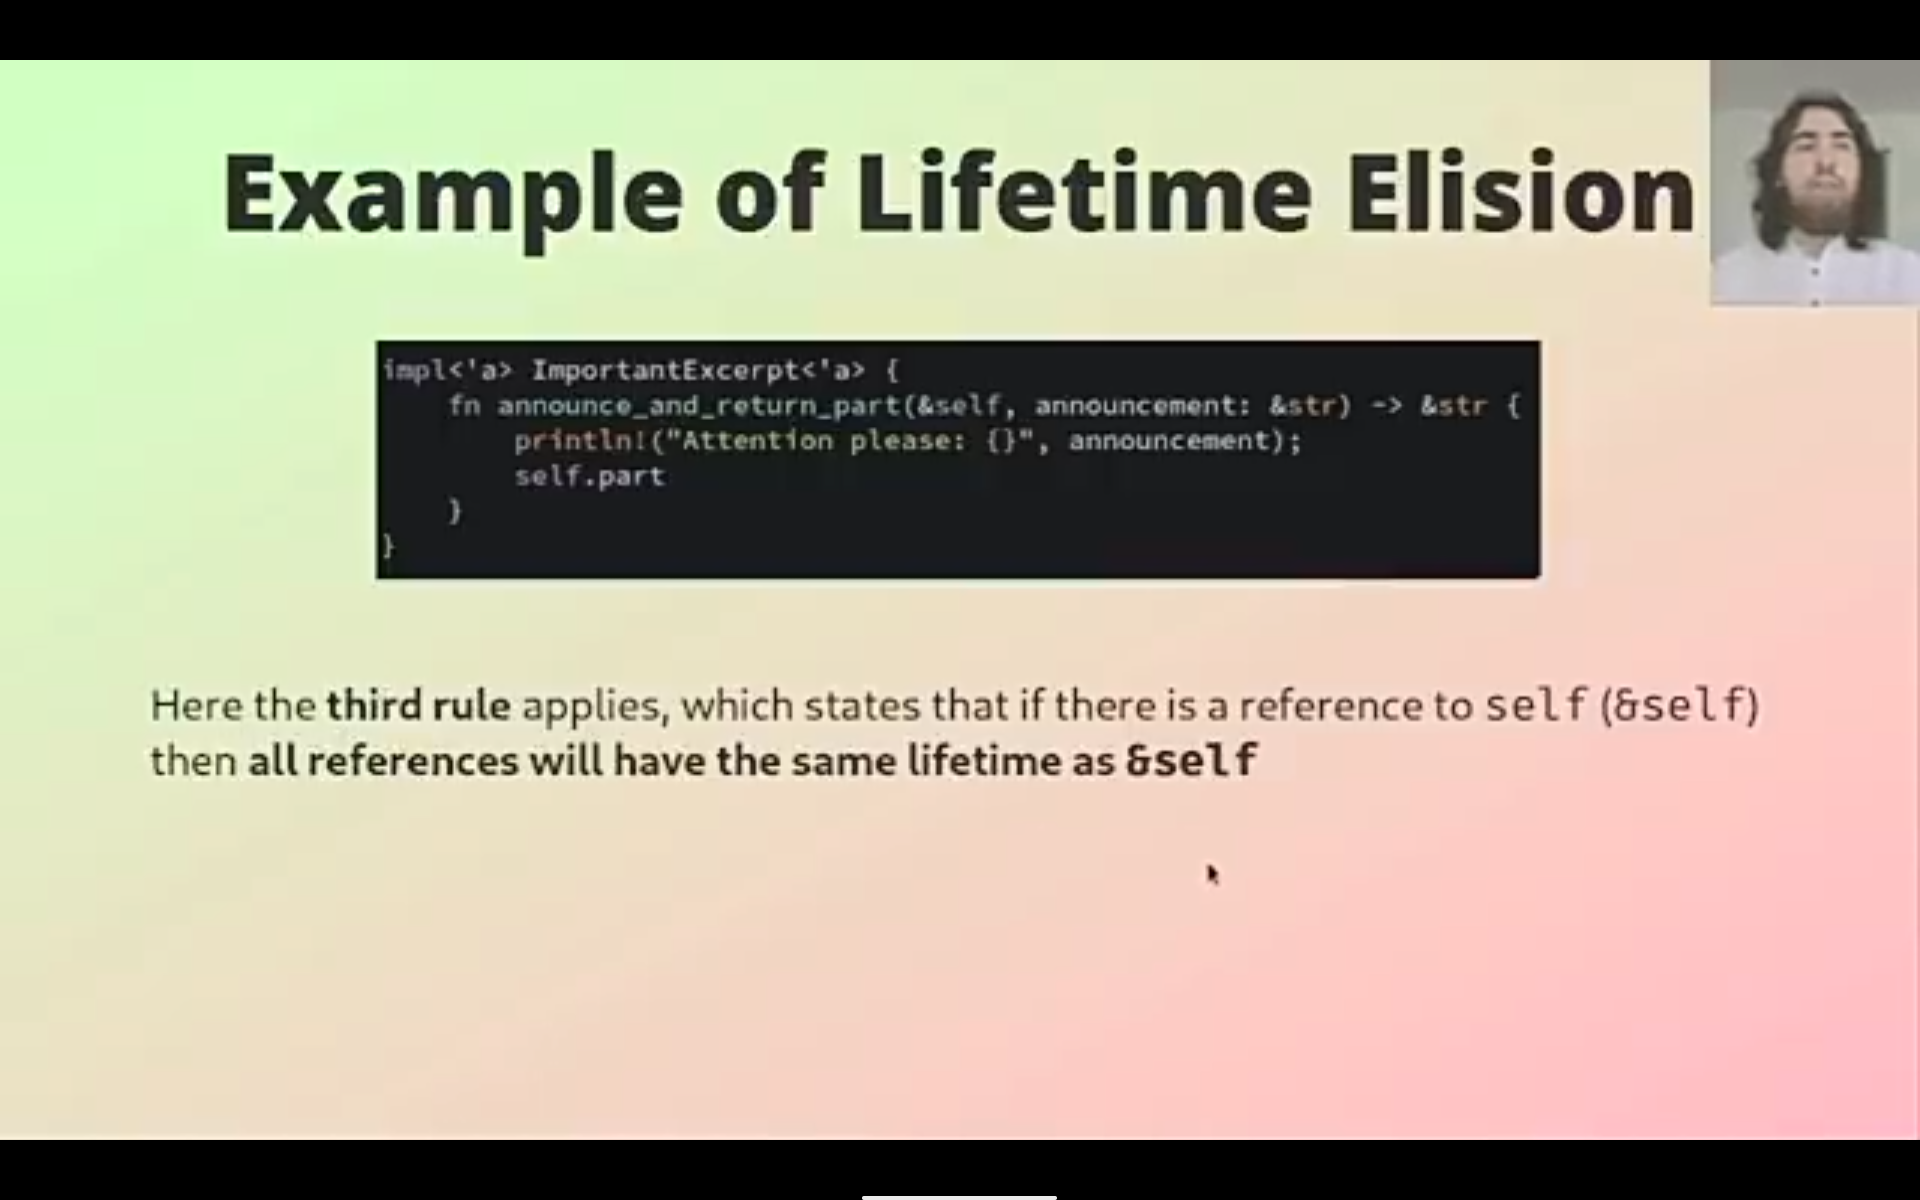 Example of Lifetime Elision
impl<'a> ImportantExcerpt<'a> {
    fn announce_and_return_part(&self, announcement: &str) -> &str {
        println!("Attention please: {}", announcement);
        self.part
    }
}
Here the third rule applies, which states that if there is a reference to self (&self)
then all references will have the same lifetime as &self